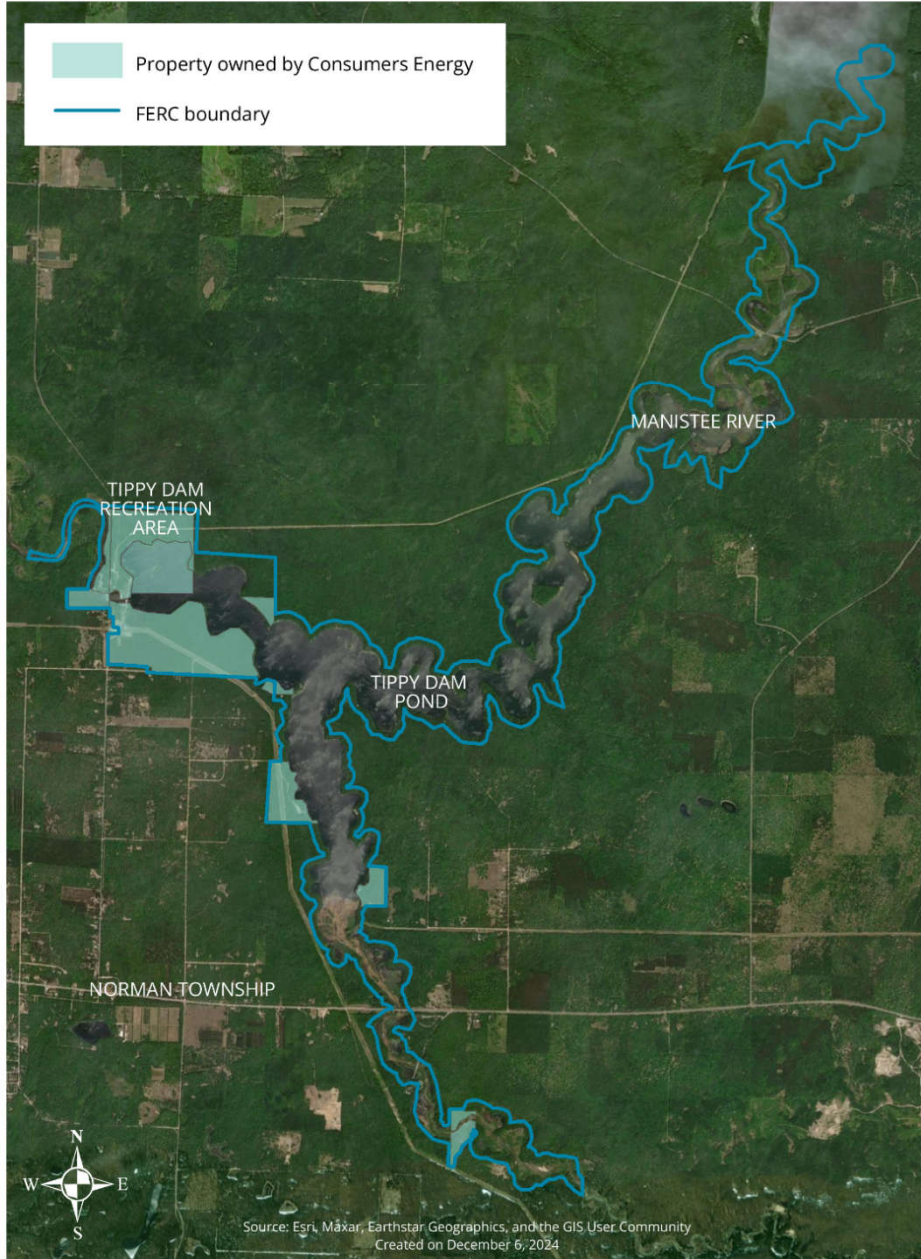 Property owned by Consumers Energy
FERC boundary
MANISTEE RIVER
TIPPY DAM
RECREATION
AREA
TIPPY DAM
POND
NORMAN TOWNSHIP
N
W
E
S
Source: Esri, Maxar, Earthstar Geographics, and the GIS User Community
Created on December 6, 2024